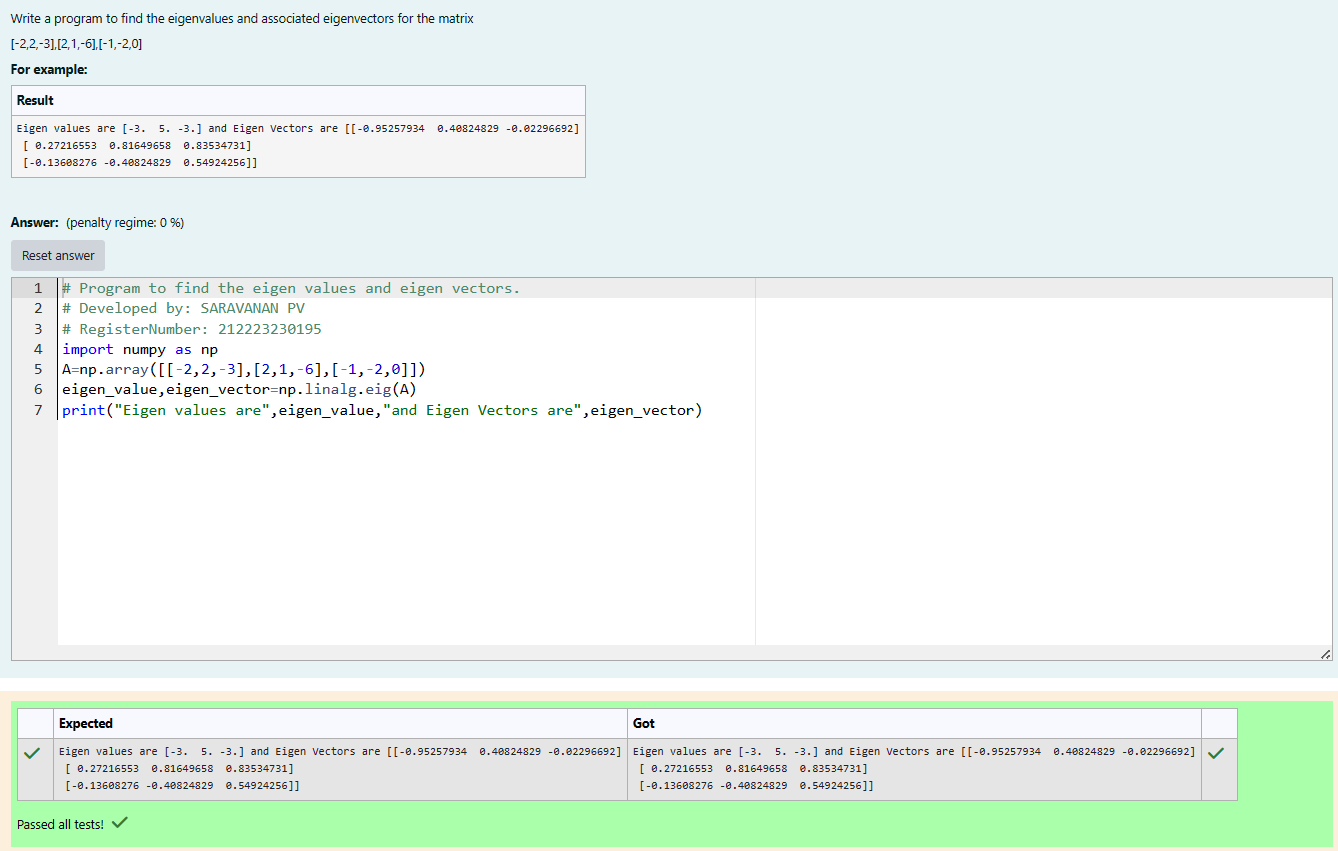 Write a program to find the eigenvalues and associated eigenvectors for the matrix
[-2,2,-3],[2,1,-6],[-1,-2,0]
For example:
Result
Eigen values are [-3.  5. -3.] and Eigen Vectors are [[-0.95257934  0.40824829 -0.02296692]
 [ 0.27216553  0.81649658  0.83534731]
 [-0.13608276 -0.40824829  0.54924256]]
Answer: (penalty regime: 0 %)
Reset answer
1 # Program to find the eigen values and eigen vectors.
2 # Developed by: SARAVANAN PV
3 # RegisterNumber: 212223230195
4 import numpy as np
5 A=np.array([[-2,2,-3],[2,1,-6],[-1,-2,0]])
6 eigen_value,eigen_vector=np.linalg.eig(A)
7 print("Eigen values are",eigen_value,"and Eigen Vectors are",eigen_vector)
Expected Got
Eigen values are [-3.  5. -3.] and Eigen Vectors are [[-0.95257934  0.40824829 -0.02296692] Eigen values are [-3.  5. -3.] and Eigen Vectors are [[-0.95257934  0.40824829 -0.02296692]
 [ 0.27216553  0.81649658  0.83534731]  [ 0.27216553  0.81649658  0.83534731]
 [-0.13608276 -0.40824829  0.54924256]]  [-0.13608276 -0.40824829  0.54924256]]
Passed all tests!